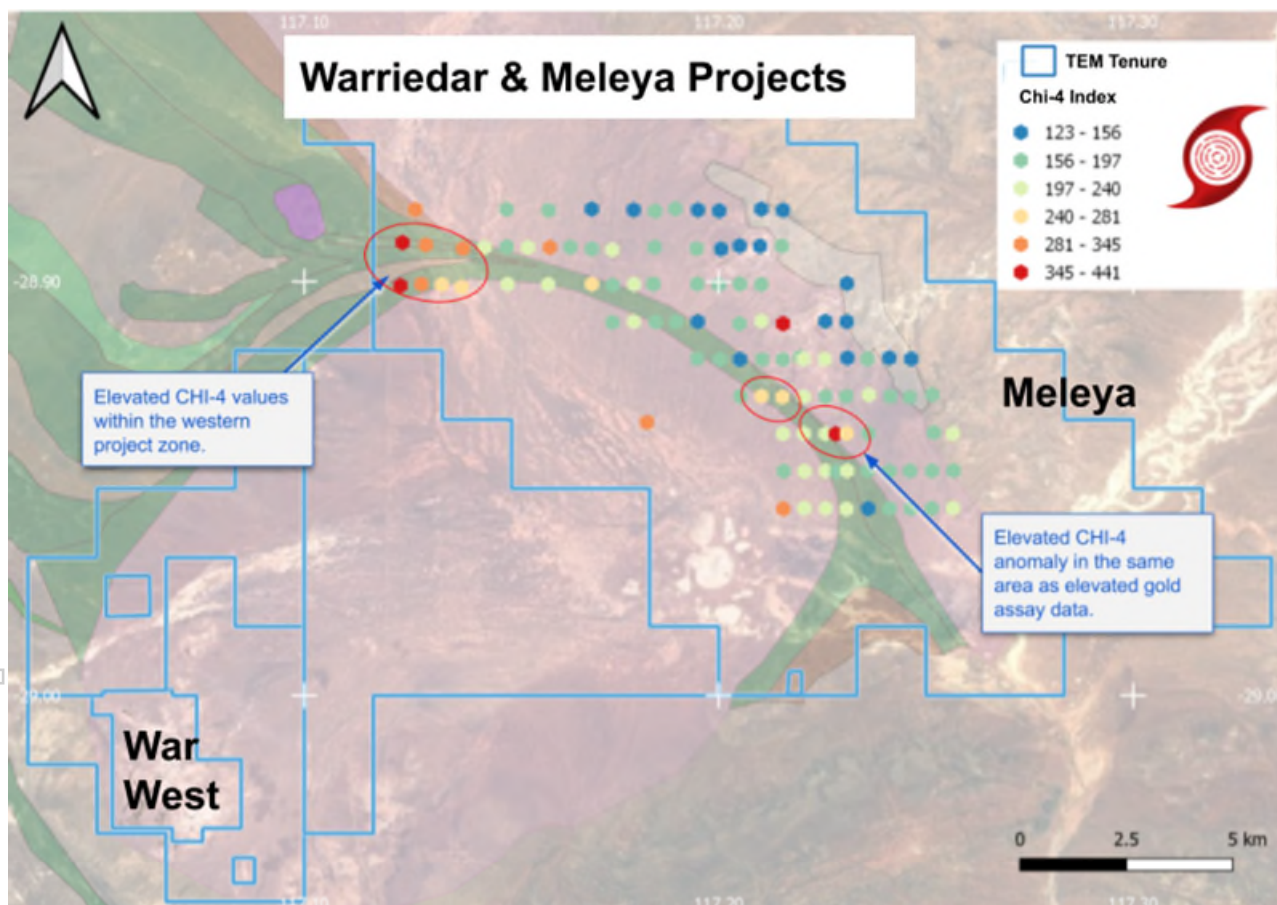 117.10
117.20
117.30
Warriedar & Meleya Projects
TEM Tenure
Chi-4 Index
123 - 156
156 - 197
197 - 240
240 - 281
281 - 345
345 - 441
-28.90
Elevated CHI-4 values
within the western
project zone.
Meleya
Elevated CHI-4
anomaly in the same
area as elevated gold
assay data.
-29.00
War
West
0 2.5 5 km